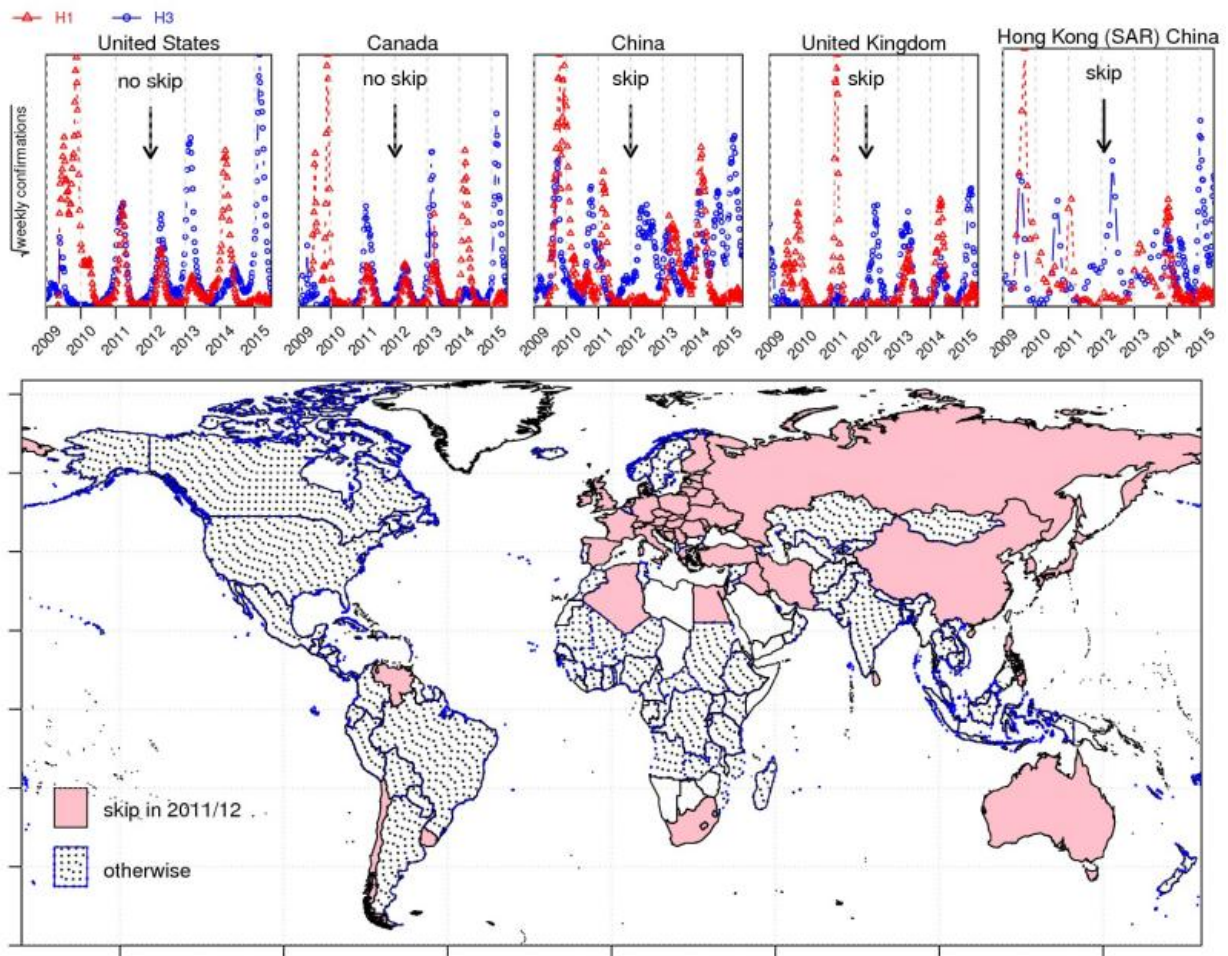 H1 H3
United States Canada China United Kingdom Hong Kong (SAR) China
no skip no skip skip skip skip
√weekly confirmations
2009 2010 2011 2012 2013 2014 2015 2009 2010 2011 2012 2013 2014 2015 2009 2010 2011 2012 2013 2014 2015 2009 2010 2011 2012 2013 2014 2015 2009 2010 2011 2012 2013 2014 2015
skip in 2011/12
otherwise